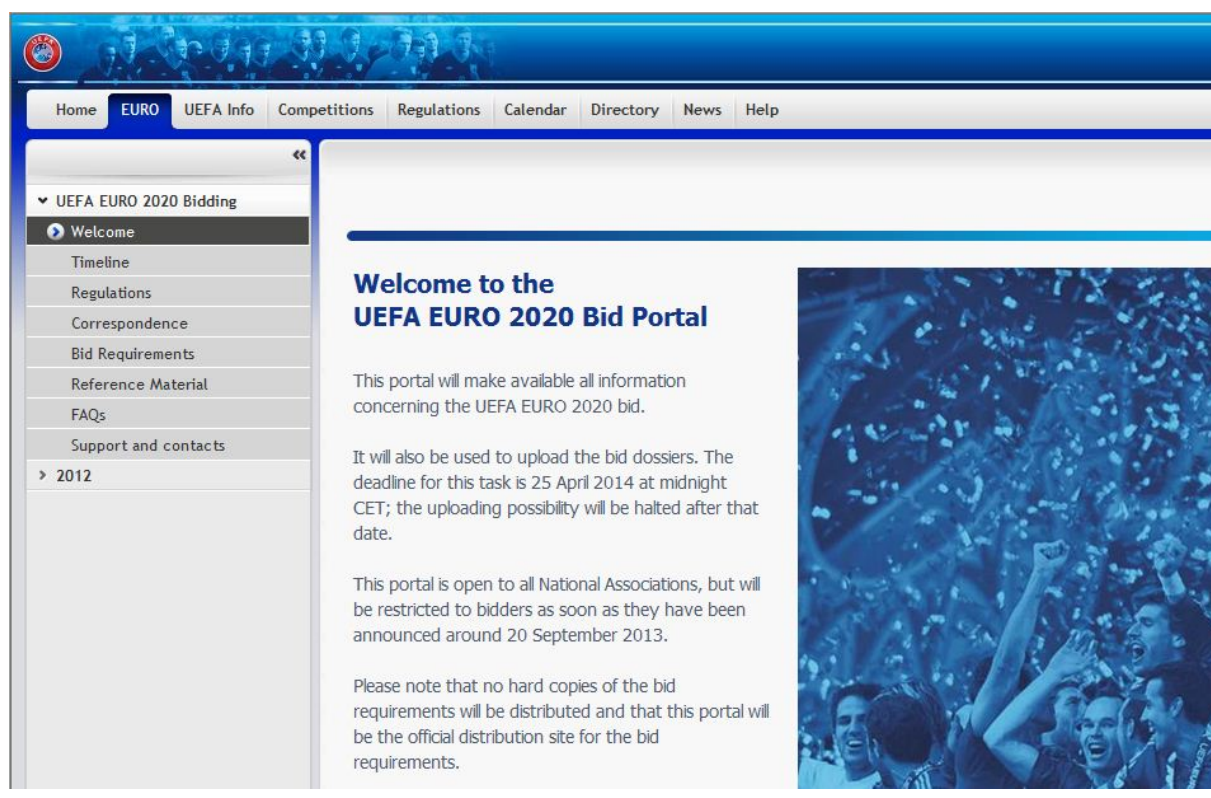 UEFA
Home EURO UEFA Info Competitions Regulations Calendar Directory News Help
«
UEFA EURO 2020 Bidding
Welcome
Timeline
Regulations
Correspondence
Bid Requirements
Reference Material
FAQs
Support and contacts
2012
Welcome to the
UEFA EURO 2020 Bid Portal
This portal will make available all information
concerning the UEFA EURO 2020 bid.
It will also be used to upload the bid dossiers. The
deadline for this task is 25 April 2014 at midnight
CET; the uploading possibility will be halted after that
date.
This portal is open to all National Associations, but will
be restricted to bidders as soon as they have been
announced around 20 September 2013.
Please note that no hard copies of the bid
requirements will be distributed and that this portal will
be the official distribution site for the bid
requirements.